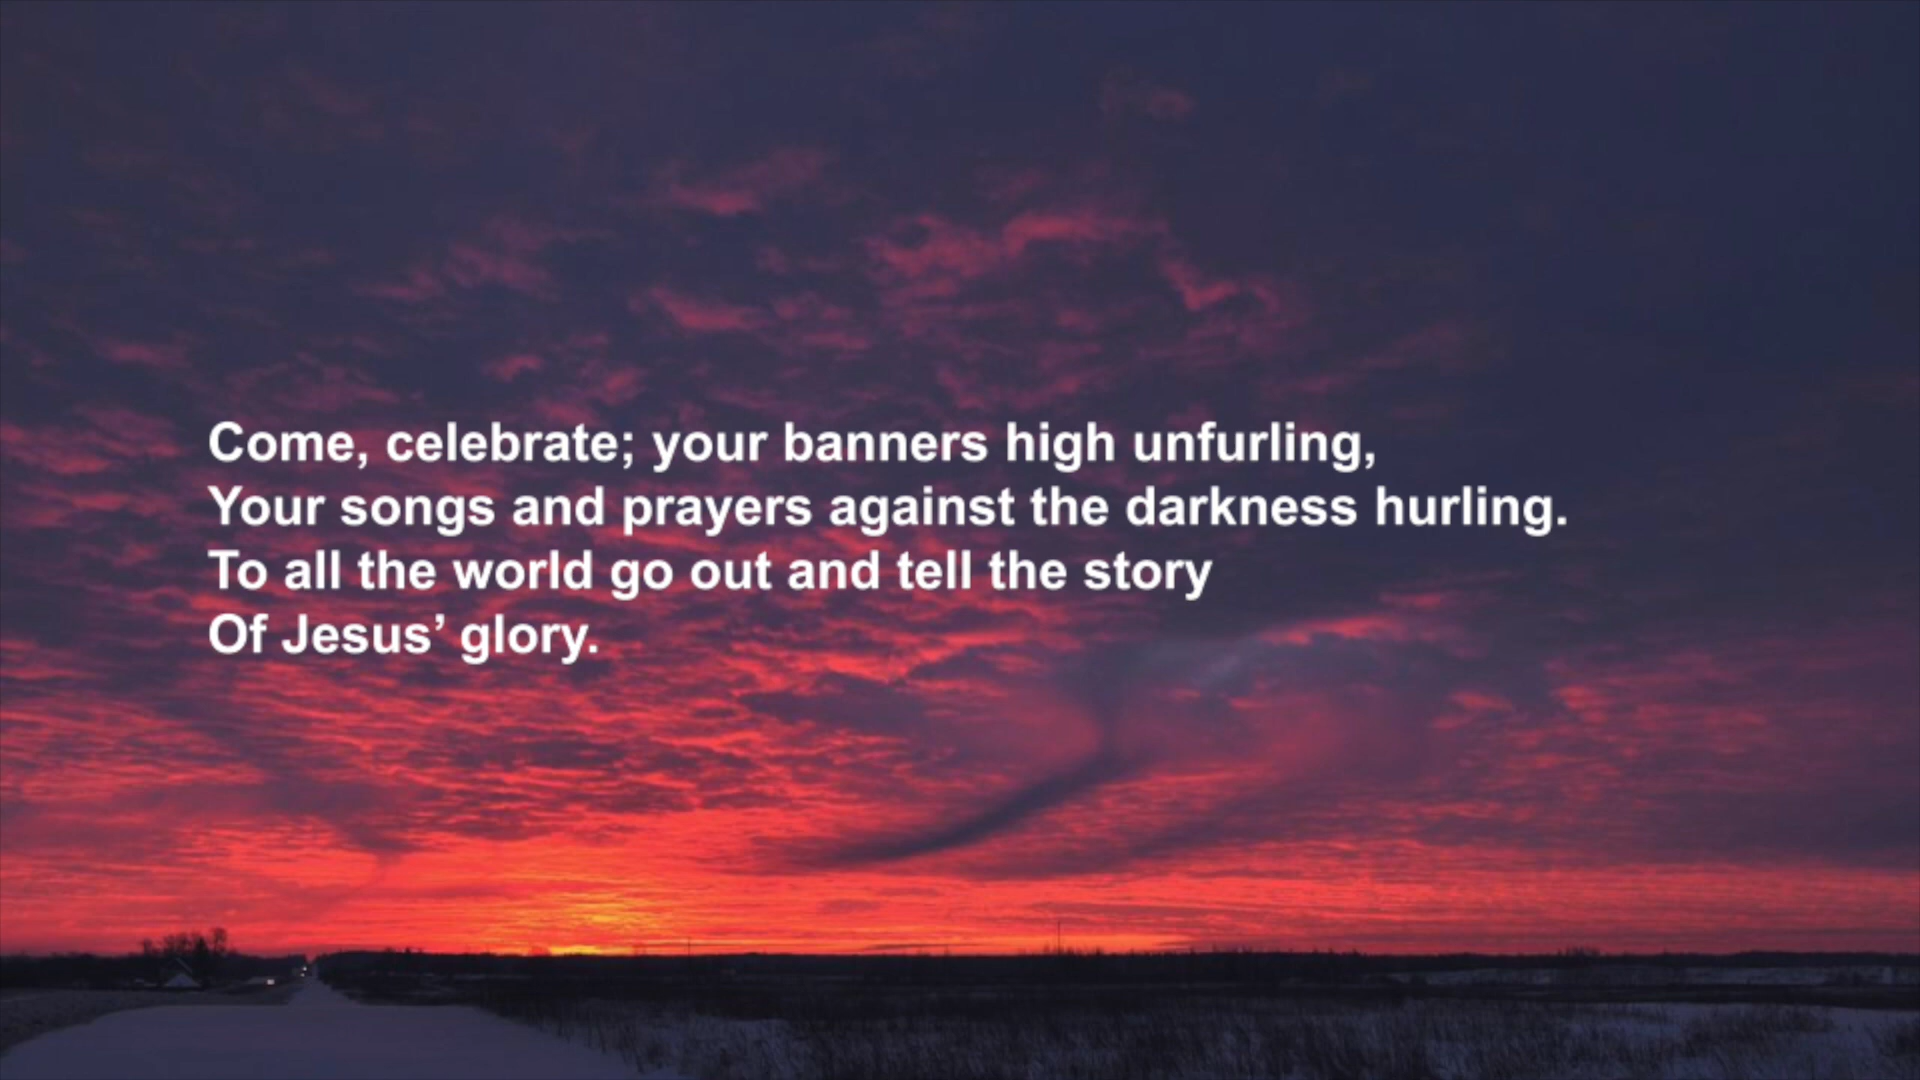 Come, celebrate; your banners high unfurling,
Your songs and prayers against the darkness hurling.
To all the world go out and tell the story
Of Jesus’ glory.